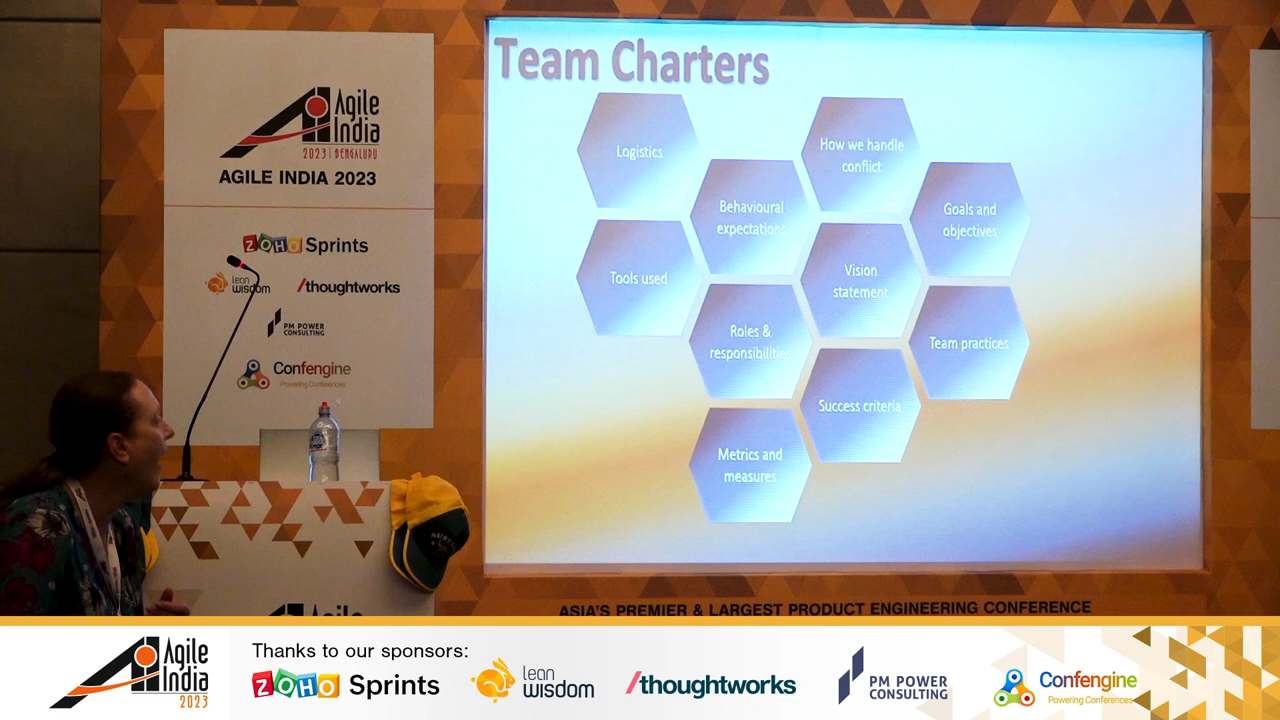 Team Charters
Logistics
How we handle
conflict
Behavioural
expectations
Goals and
objectives
Tools used
Vision
statement
Roles &
responsibilities
Team practices
Success criteria
Metrics and
measures
Agile
India
2023 | BENGALURU
AGILE INDIA 2023
ZOHO Sprints
lean
wisdom
/thoughtworks
PM POWER
CONSULTING
Confengine
Powering Conferences
Agile
ASIA'S PREMIER & LARGEST PRODUCT ENGINEERING CONFERENCE
Agile
India
2023
Thanks to our sponsors:
ZOHO Sprints
lean
wisdom
/thoughtworks
PM POWER
CONSULTING
Confengine
Powering Conferences